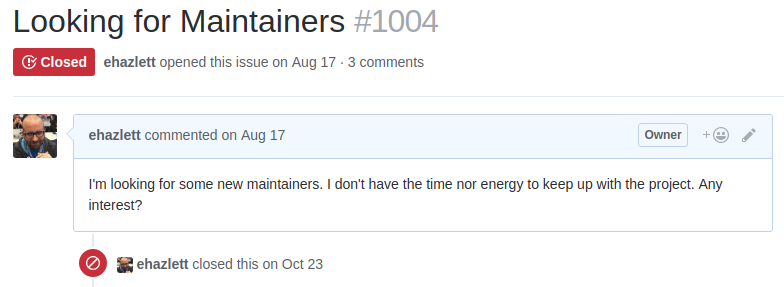 Looking for Maintainers #1004
Closed ehazlett opened this issue on Aug 17 · 3 comments
ehazlett commented on Aug 17 Owner
I'm looking for some new maintainers. I don't have the time nor energy to keep up with the project. Any
interest?
ehazlett closed this on Oct 23